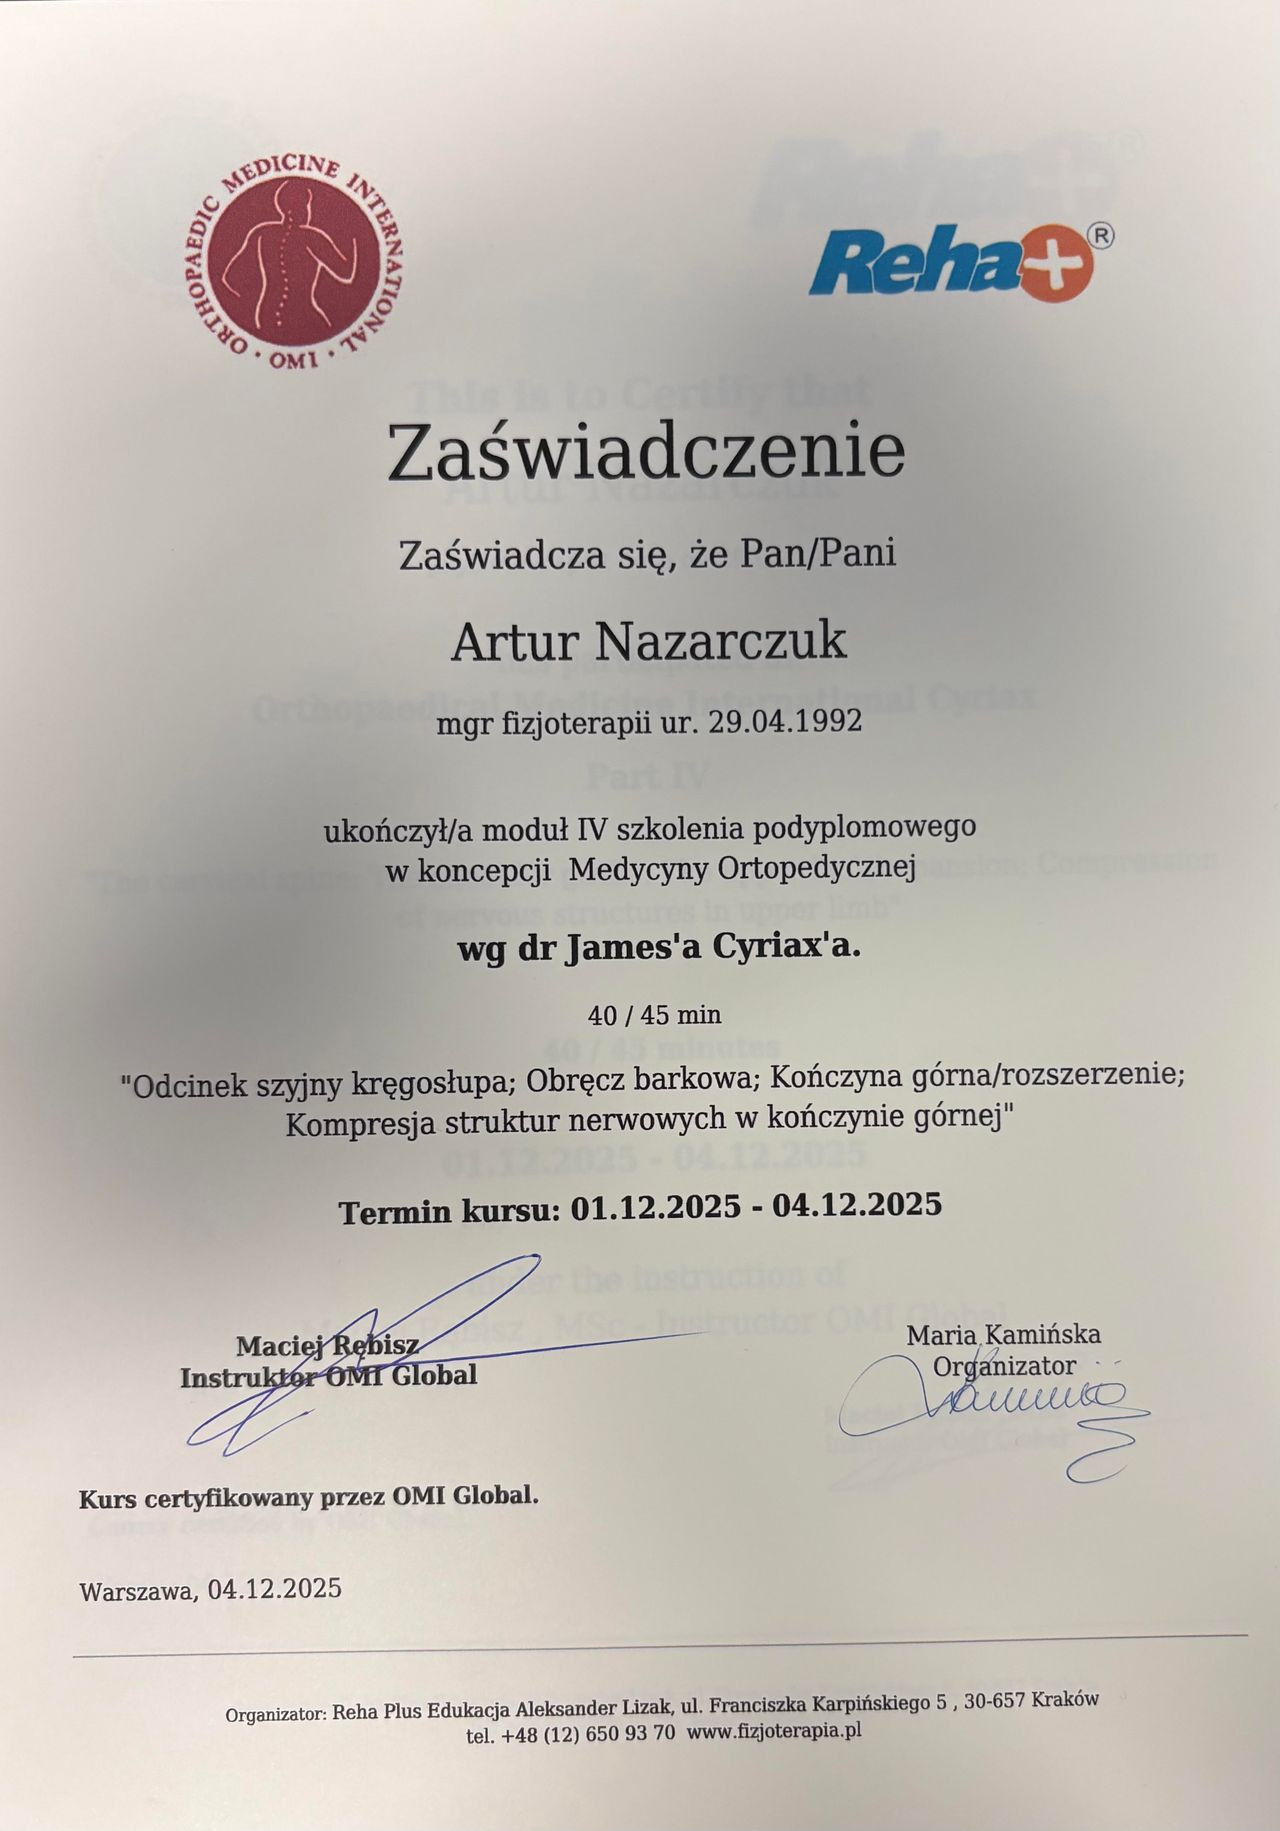 ORTHOPAEDIC MEDICINE INTERNATIONAL
· OMI ·
Reha+®
Zaświadczenie
Zaświadcza się, że Pan/Pani
Artur Nazarczuk
mgr fizjoterapii ur. 29.04.1992
ukończył/a moduł IV szkolenia podyplomowego
w koncepcji Medycyny Ortopedycznej
wg dr James'a Cyriax'a.
40 / 45 min
"Odcinek szyjny kręgosłupa; Obręcz barkowa; Kończyna górna/rozszerzenie;
Kompresja struktur nerwowych w kończynie górnej"
Termin kursu: 01.12.2025 - 04.12.2025
Maciej Rębisz
Instruktor OMI Global
Maria Kamińska
Organizator
Kurs certyfikowany przez OMI Global.
Warszawa, 04.12.2025
Organizator: Reha Plus Edukacja Aleksander Lizak, ul. Franciszka Karpińskiego 5 , 30-657 Kraków
tel. +48 (12) 650 93 70 www.fizjoterapia.pl